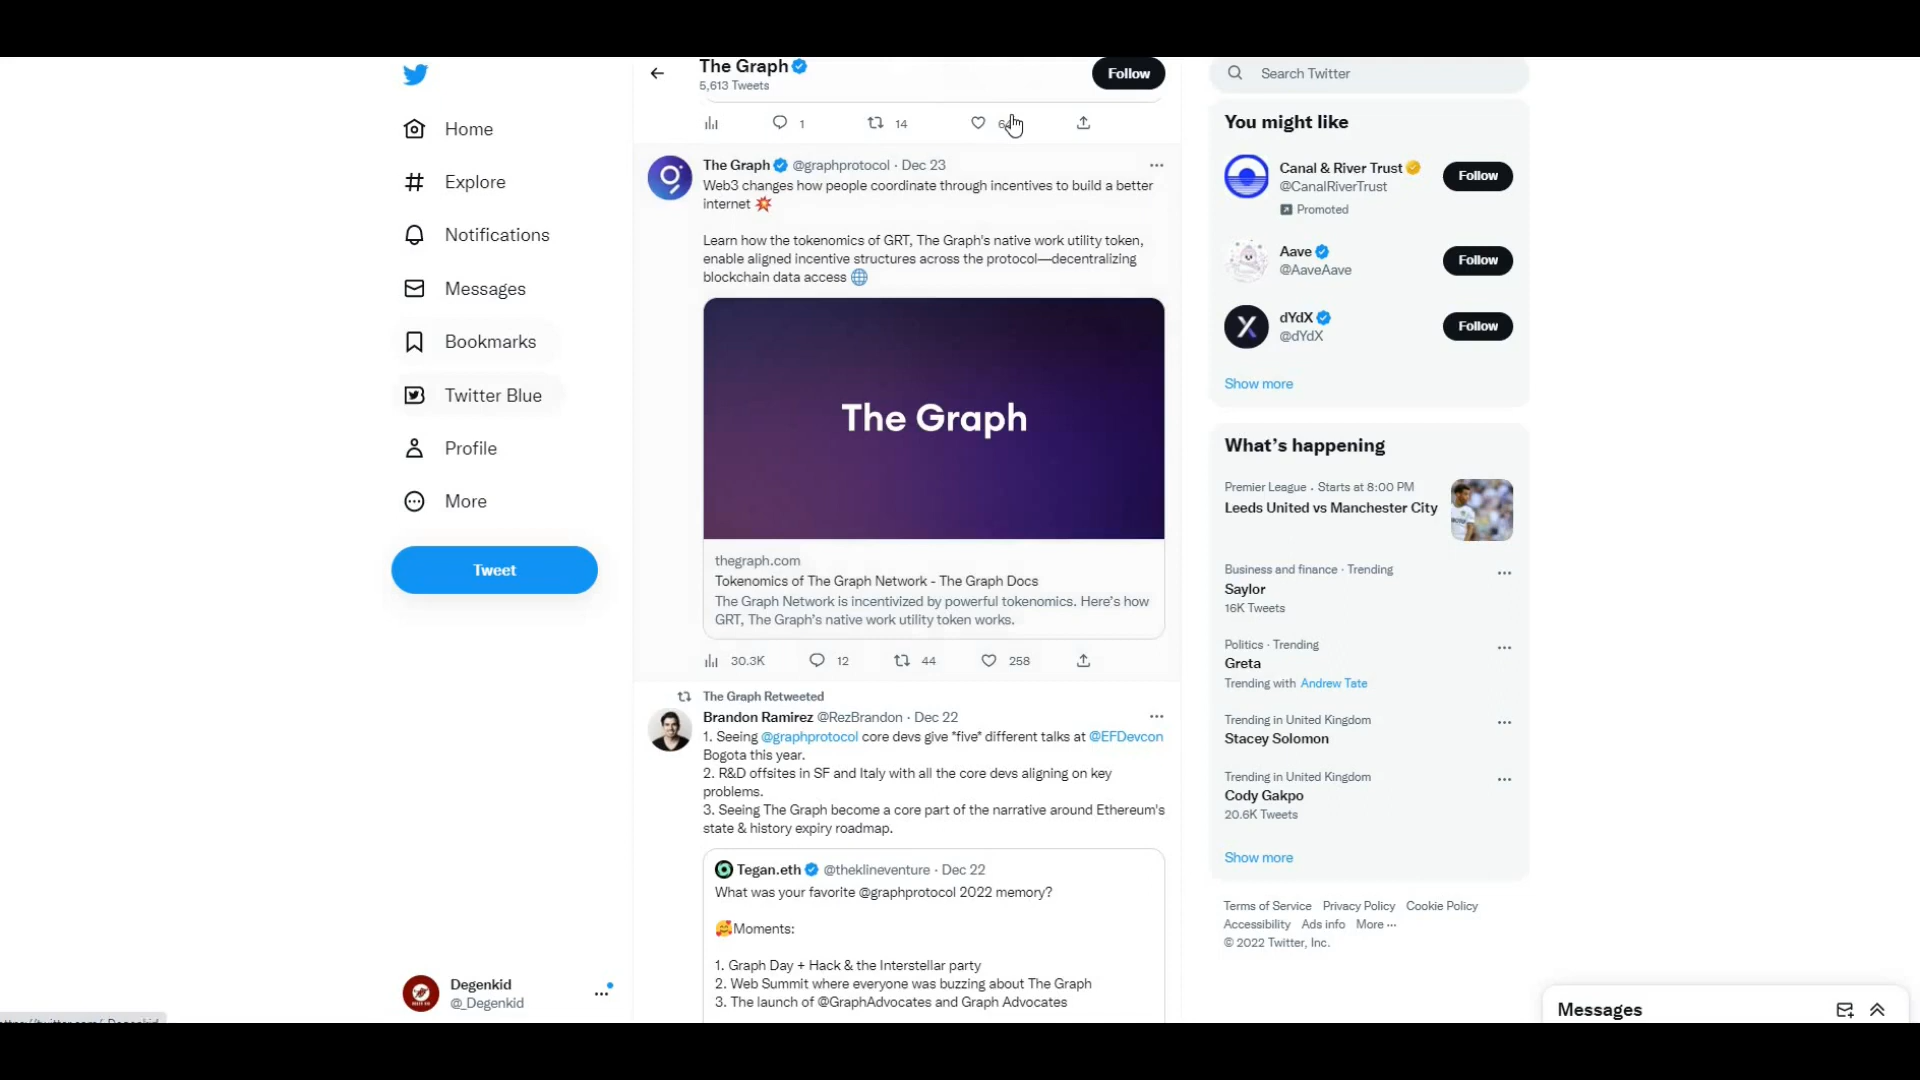 The Graph
5,613 Tweets
Follow
Search Twitter
Home
Explore
Notifications
Messages
Bookmarks
Twitter Blue
Profile
More
Tweet
Degenkid
@_Degenkid
1 14
The Graph @graphprotocol · Dec 23
Web3 changes how people coordinate through incentives to build a better
internet 💥
Learn how the tokenomics of GRT, The Graph's native work utility token,
enable aligned incentive structures across the protocol—decentralizing
blockchain data access 🌐
The Graph
thegraph.com
Tokenomics of The Graph Network - The Graph Docs
The Graph Network is incentivized by powerful tokenomics. Here's how
GRT, The Graph's native work utility token works.
30.3K 12 44 258
The Graph Retweeted
Brandon Ramirez @RezBrandon · Dec 22
1. Seeing @graphprotocol core devs give *five* different talks at @EFDevcon
Bogota this year.
2. R&D offsites in SF and Italy with all the core devs aligning on key
problems.
3. Seeing The Graph become a core part of the narrative around Ethereum's
state & history expiry roadmap.
Tegan.eth @theklineventure · Dec 22
What was your favorite @graphprotocol 2022 memory?
🥰Moments:
1. Graph Day + Hack & the Interstellar party
2. Web Summit where everyone was buzzing about The Graph
3. The launch of @GraphAdvocates and Graph Advocates
You might like
Canal & River Trust
@CanalRiverTrust
Follow
Promoted
Aave
@AaveAave
Follow
dYdX
@dYdX
Follow
Show more
What's happening
Premier League · Starts at 8:00 PM
Leeds United vs Manchester City
Business and finance · Trending
Saylor
16K Tweets
Politics · Trending
Greta
Trending with Andrew Tate
Trending in United Kingdom
Stacey Solomon
Trending in United Kingdom
Cody Gakpo
20.6K Tweets
Show more
Terms of Service Privacy Policy Cookie Policy
Accessibility Ads info More ···
© 2022 Twitter, Inc.
Messages